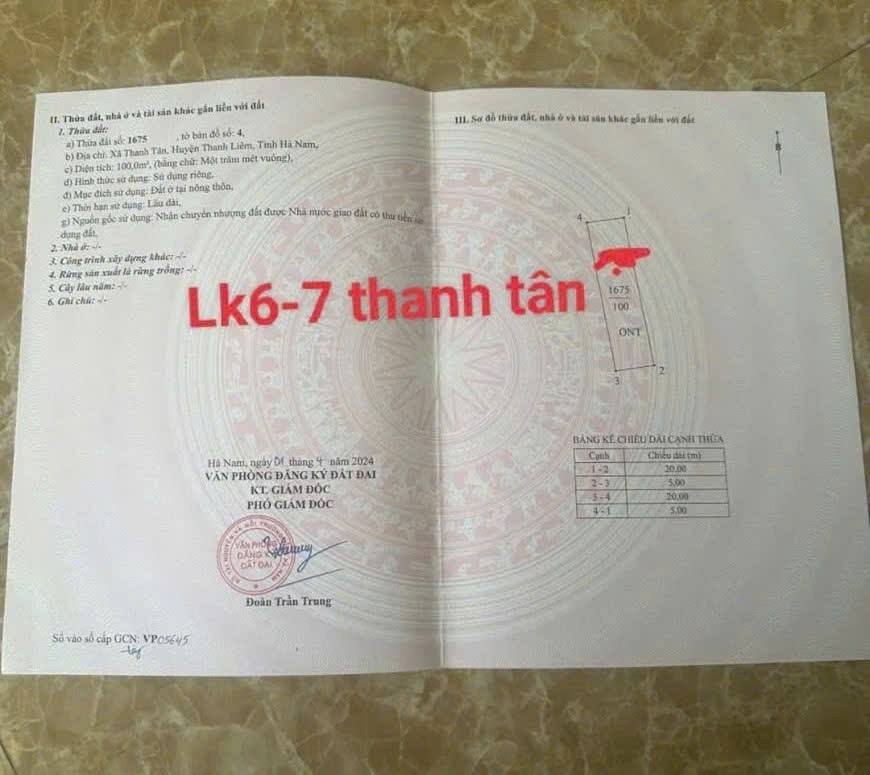 II. Thửa đất, nhà ở và tài sản khác gắn liền với đất
1. Thửa đất:
a) Thửa đất số: 1675 , tờ bản đồ số: 4,
b) Địa chỉ: Xã Thanh Tân, Huyện Thanh Liêm, Tỉnh Hà Nam,
c) Diện tích: 100,0m², (bằng chữ: Một trăm mét vuông),
d) Hình thức sử dụng: Sử dụng riêng,
đ) Mục đích sử dụng: Đất ở tại nông thôn,
e) Thời hạn sử dụng: Lâu dài,
g) Nguồn gốc sử dụng: Nhận chuyển nhượng đất được Nhà nước giao đất có thu tiền sử
dụng đất.
2. Nhà ở: -/-
3. Công trình xây dựng khác: -/-
4. Rừng sản xuất là rừng trồng: -/-
5. Cây lâu năm: -/-
6. Ghi chú: -/-
Lk6-7 thanh tân
Hà Nam, ngày 01 tháng 4 năm 2024
VĂN PHÒNG ĐĂNG KÝ ĐẤT ĐAI
KT. GIÁM ĐỐC
PHÓ GIÁM ĐỐC
VĂN PHÒNG
ĐĂNG KÝ
ĐẤT ĐAI
Đoàn Trần Trung
Số vào sổ cấp GCN: VP05645
III. Sơ đồ thửa đất, nhà ở và tài sản khác gắn liền với đất
B
4 1
1675
100
ONT
3 2
BẢNG KÊ CHIỀU DÀI CẠNH THỬA
Cạnh Chiều dài (m)
1 - 2 20,00
2 - 3 5,00
3 - 4 20,00
4 - 1 5,00